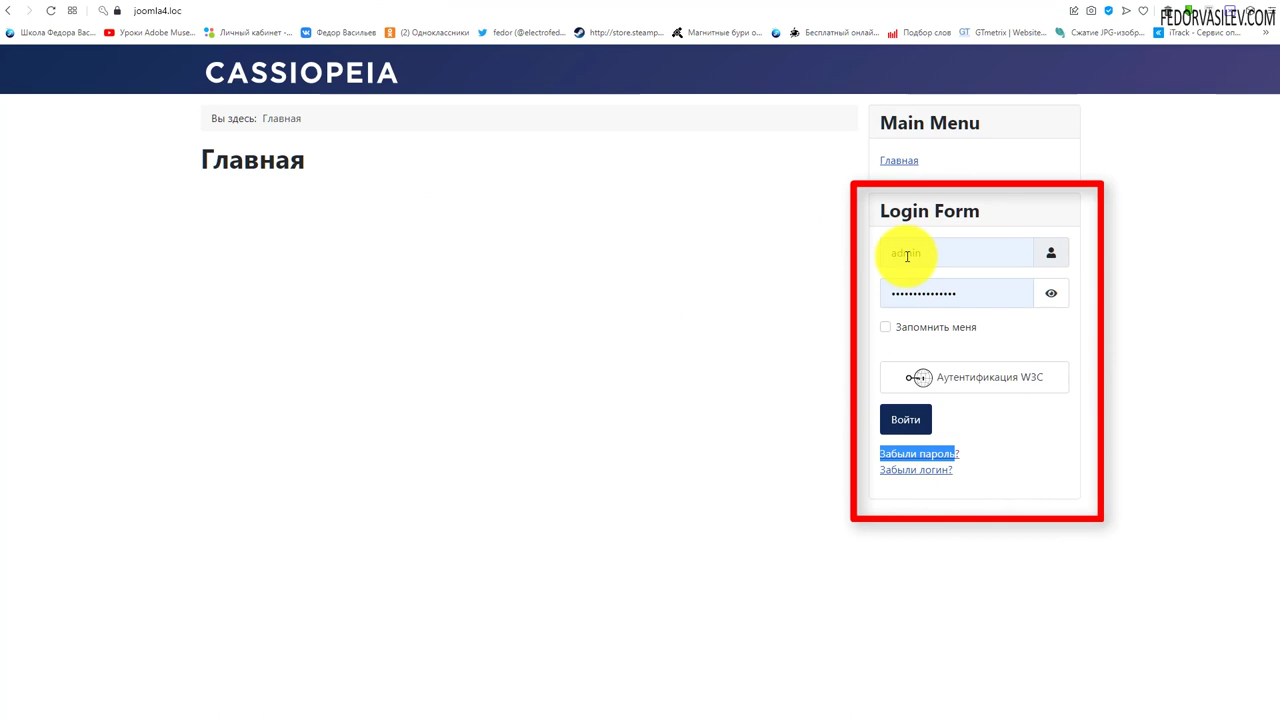 joomla4.loc
FEDORVASILEV.COM
Школа Федора Вас...
Уроки Adobe Muse...
Личный кабинет -...
Федор Васильев
(2) Одноклассники
fedor (@electrofed...
http://store.steamp...
Магнитные бури о...
Бесплатный онлай...
Подбор слов
GTmetrix | Website...
Сжатие JPG-изобр...
iTrack - Сервис оп...
CASSIOPEIA
Вы здесь: Главная
Главная
Main Menu
Главная
Login Form
admin
Запомнить меня
Аутентификация W3C
Войти
Забыли пароль?
Забыли логин?